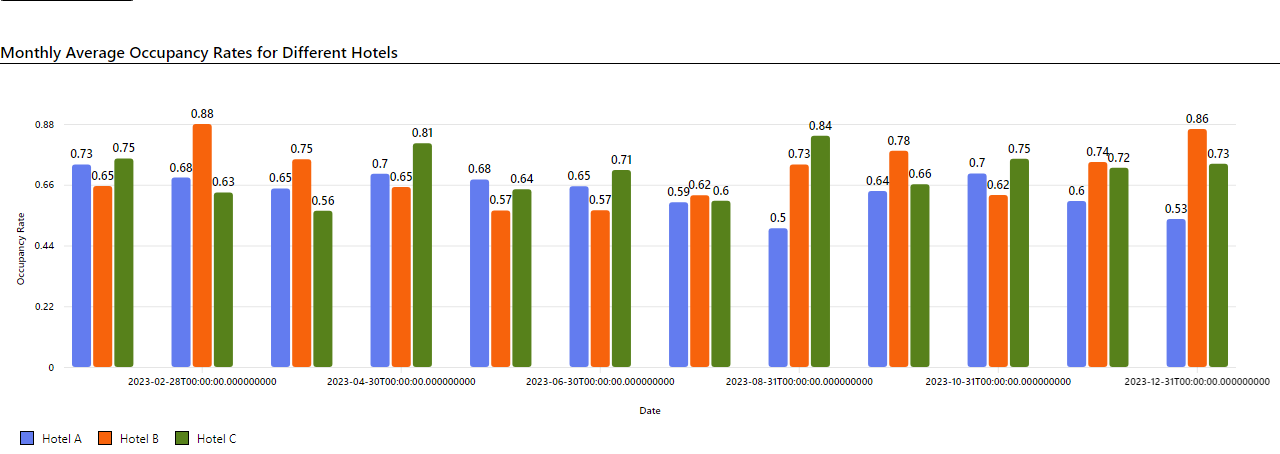 Monthly Average Occupancy Rates for Different Hotels
0.88
0.66
0.44
0.22
0
Occupancy Rate
0.73 0.65 0.75
0.68 0.88 0.63
0.65 0.75 0.56
0.7 0.65 0.81
0.68 0.57 0.64
0.65 0.57 0.71
0.59 0.62 0.6
0.5 0.73 0.84
0.64 0.78 0.66
0.7 0.62 0.75
0.6 0.74 0.72
0.53 0.86 0.73
2023-02-28T00:00:00.000000000 2023-04-30T00:00:00.000000000 2023-06-30T00:00:00.000000000 2023-08-31T00:00:00.000000000 2023-10-31T00:00:00.000000000 2023-12-31T00:00:00.000000000
Date
Hotel A Hotel B Hotel C